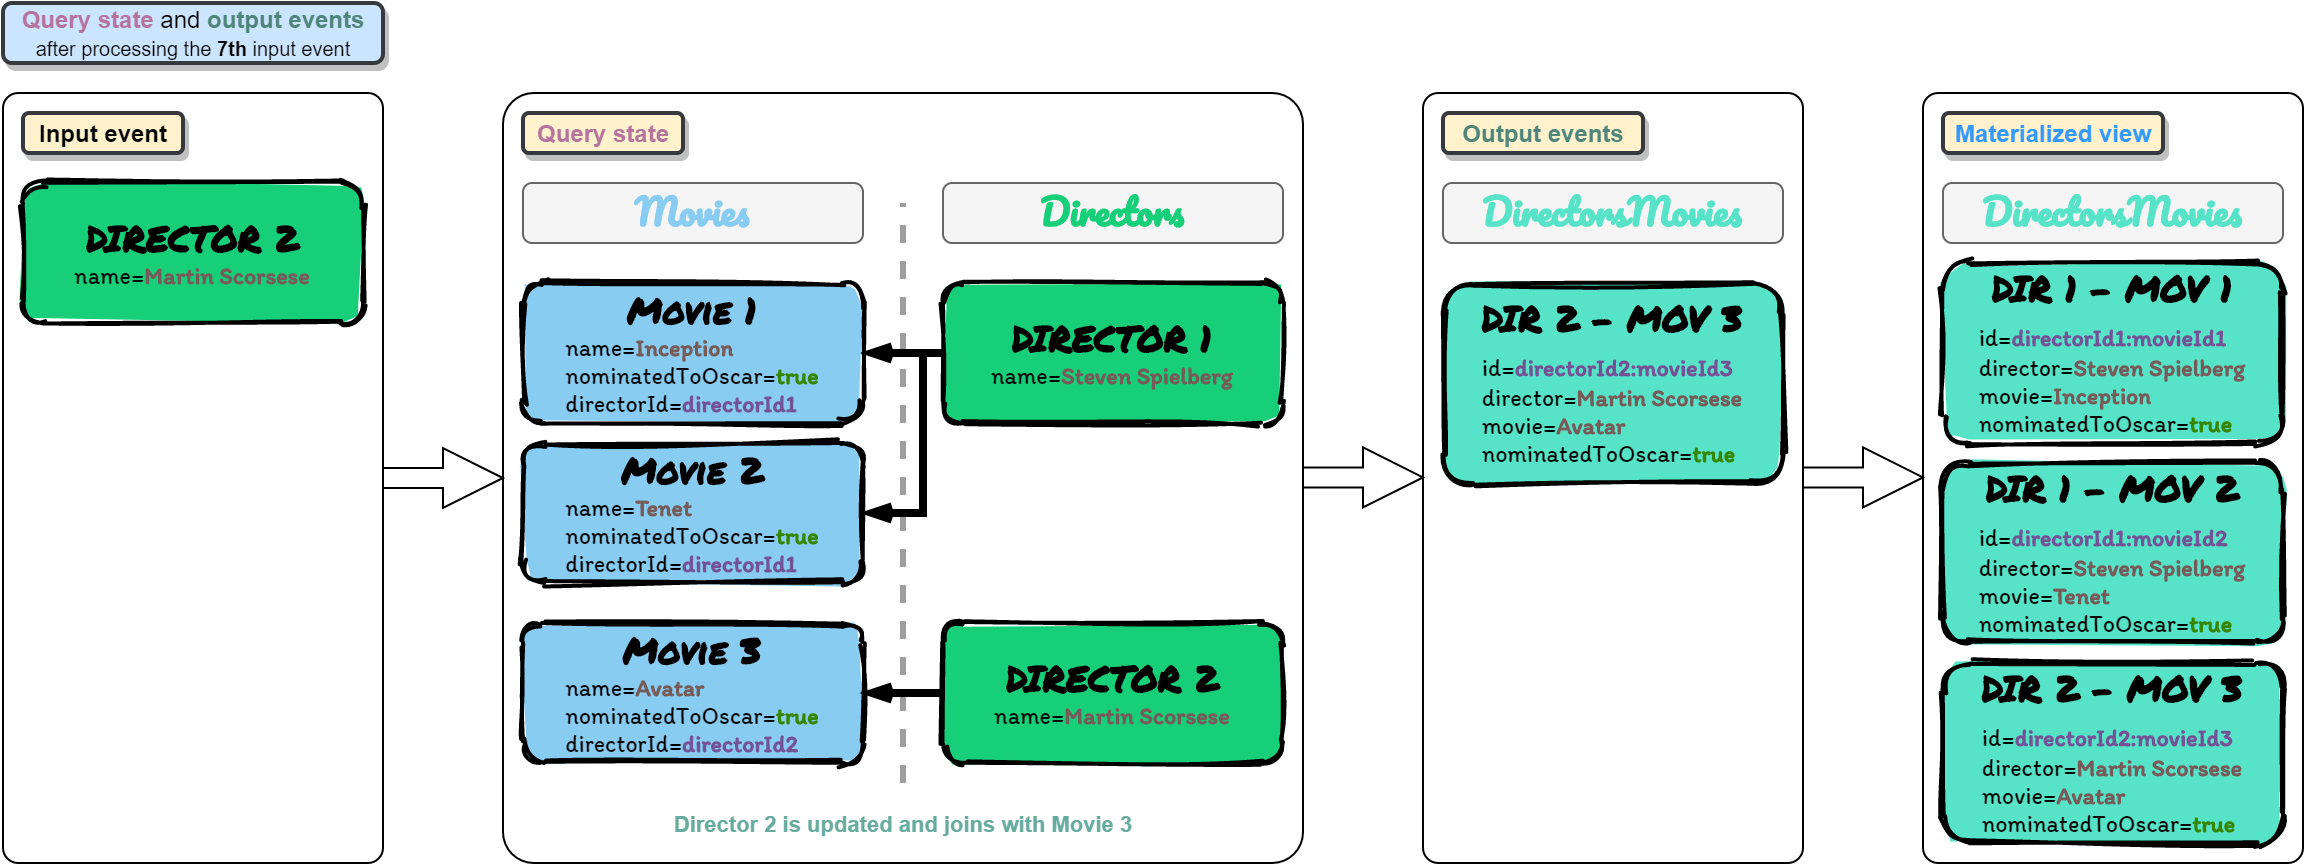 Query state and output events
after processing the 7th input event
Input event
DIRECTOR 2
name=Martin Scorsese
Query state
Movies
Directors
MOVIE 1
name=Inception
nominatedToOscar=true
directorId=directorId1
MOVIE 2
name=Tenet
nominatedToOscar=true
directorId=directorId1
MOVIE 3
name=Avatar
nominatedToOscar=true
directorId=directorId2
DIRECTOR 1
name=Steven Spielberg
DIRECTOR 2
name=Martin Scorsese
Director 2 is updated and joins with Movie 3
Output events
DirectorsMovies
DIR 2 - MOV 3
id=directorId2:movieId3
director=Martin Scorsese
movie=Avatar
nominatedToOscar=true
Materialized view
DirectorsMovies
DIR 1 - MOV 1
id=directorId1:movieId1
director=Steven Spielberg
movie=Inception
nominatedToOscar=true
DIR 1 - MOV 2
id=directorId1:movieId2
director=Steven Spielberg
movie=Tenet
nominatedToOscar=true
DIR 2 - MOV 3
id=directorId2:movieId3
director=Martin Scorsese
movie=Avatar
nominatedToOscar=true